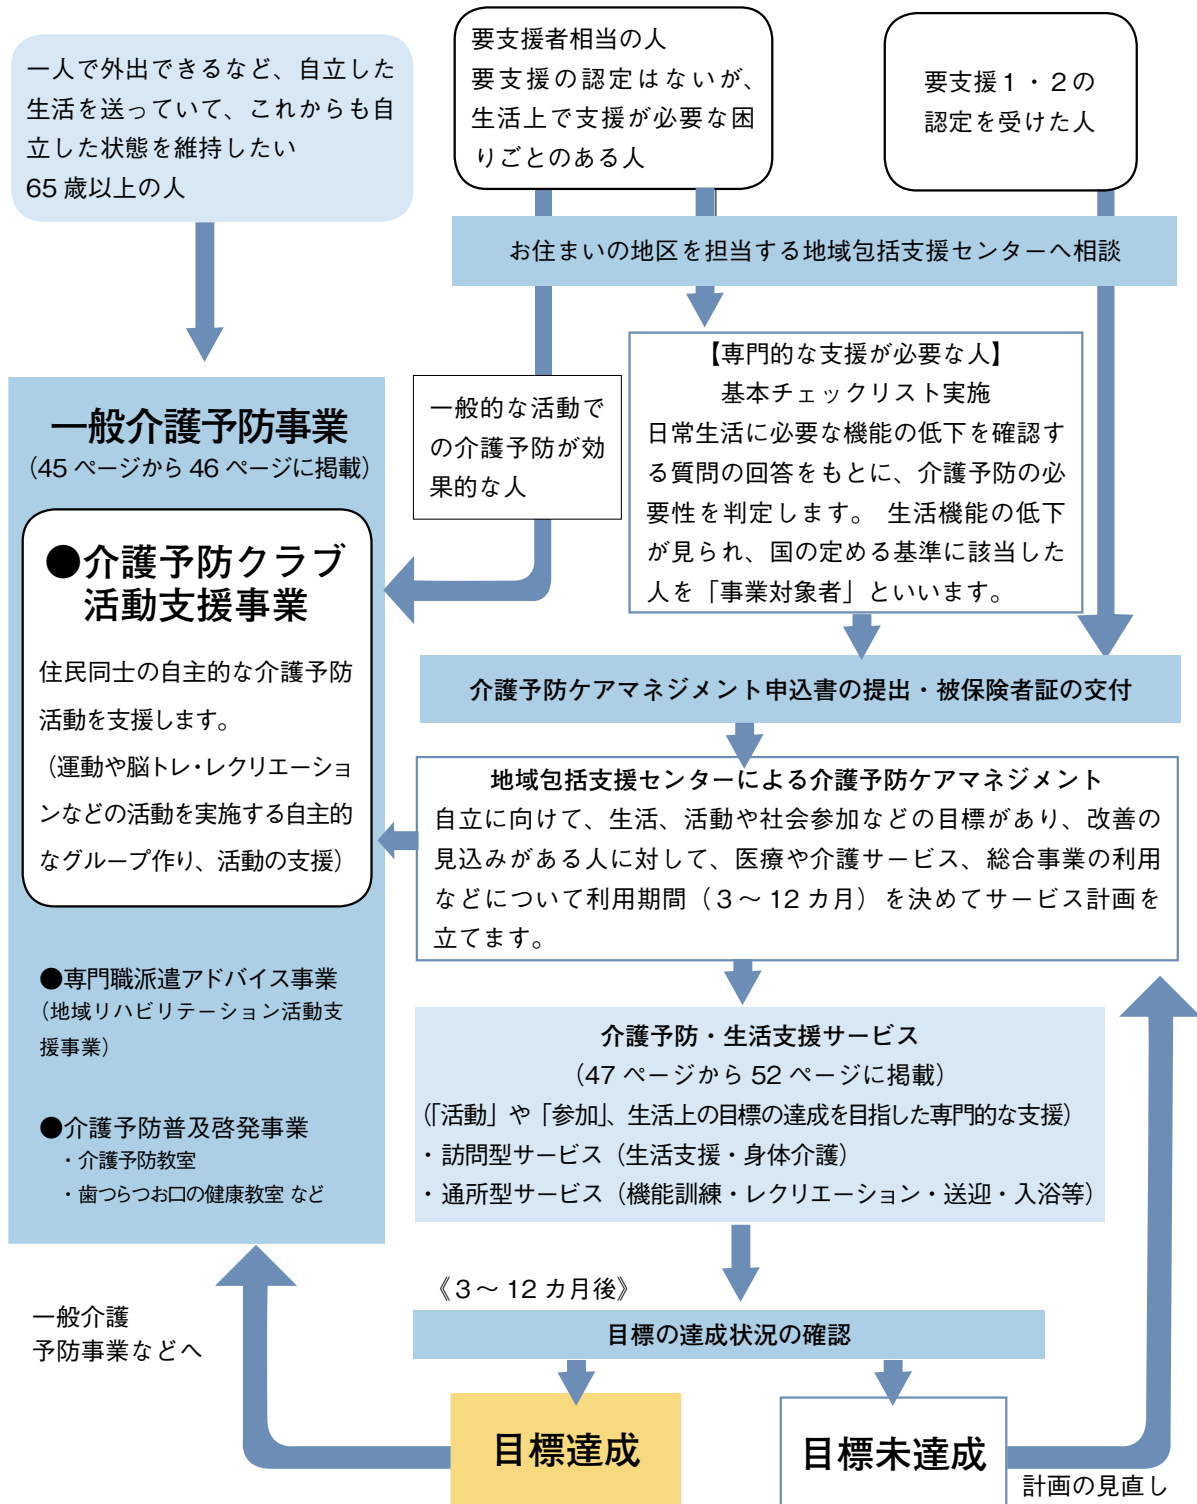 一人で外出できるなど、自立した
生活を送っていて、これからも自
立した状態を維持したい
65 歳以上の人
要支援者相当の人
要支援の認定はないが、
生活上で支援が必要な困
りごとのある人
要支援１・２の
認定を受けた人
お住まいの地区を担当する地域包括支援センターへ相談
一般的な活動で
の介護予防が効
果的な人
【専門的な支援が必要な人】
基本チェックリスト実施
日常生活に必要な機能の低下を確認す
る質問の回答をもとに、介護予防の必
要性を判定します。 生活機能の低下
が見られ、国の定める基準に該当した
人を「事業対象者」といいます。
一般介護予防事業
（45 ページから 46 ページに掲載）
●介護予防クラブ
活動支援事業
住民同士の自主的な介護予防
活動を支援します。
（運動や脳トレ・レクリエーショ
ンなどの活動を実施する自主的
なグループ作り、活動の支援）
●専門職派遣アドバイス事業
（地域リハビリテーション活動支
援事業）
●介護予防普及啓発事業
・介護予防教室
・歯つらつお口の健康教室 など
介護予防ケアマネジメント申込書の提出・被保険者証の交付
地域包括支援センターによる介護予防ケアマネジメント
自立に向けて、生活、活動や社会参加などの目標があり、改善の
見込みがある人に対して、医療や介護サービス、総合事業の利用
などについて利用期間（３～ 12 カ月）を決めてサービス計画を
立てます。
介護予防・生活支援サービス
（47 ページから 52 ページに掲載）
（「活動」や「参加」、生活上の目標の達成を目指した専門的な支援）
・訪問型サービス（生活支援・身体介護）
・通所型サービス（機能訓練・レクリエーション・送迎・入浴等）
《３～ 12 カ月後》
目標の達成状況の確認
一般介護
予防事業などへ
目標達成
目標未達成
計画の見直し